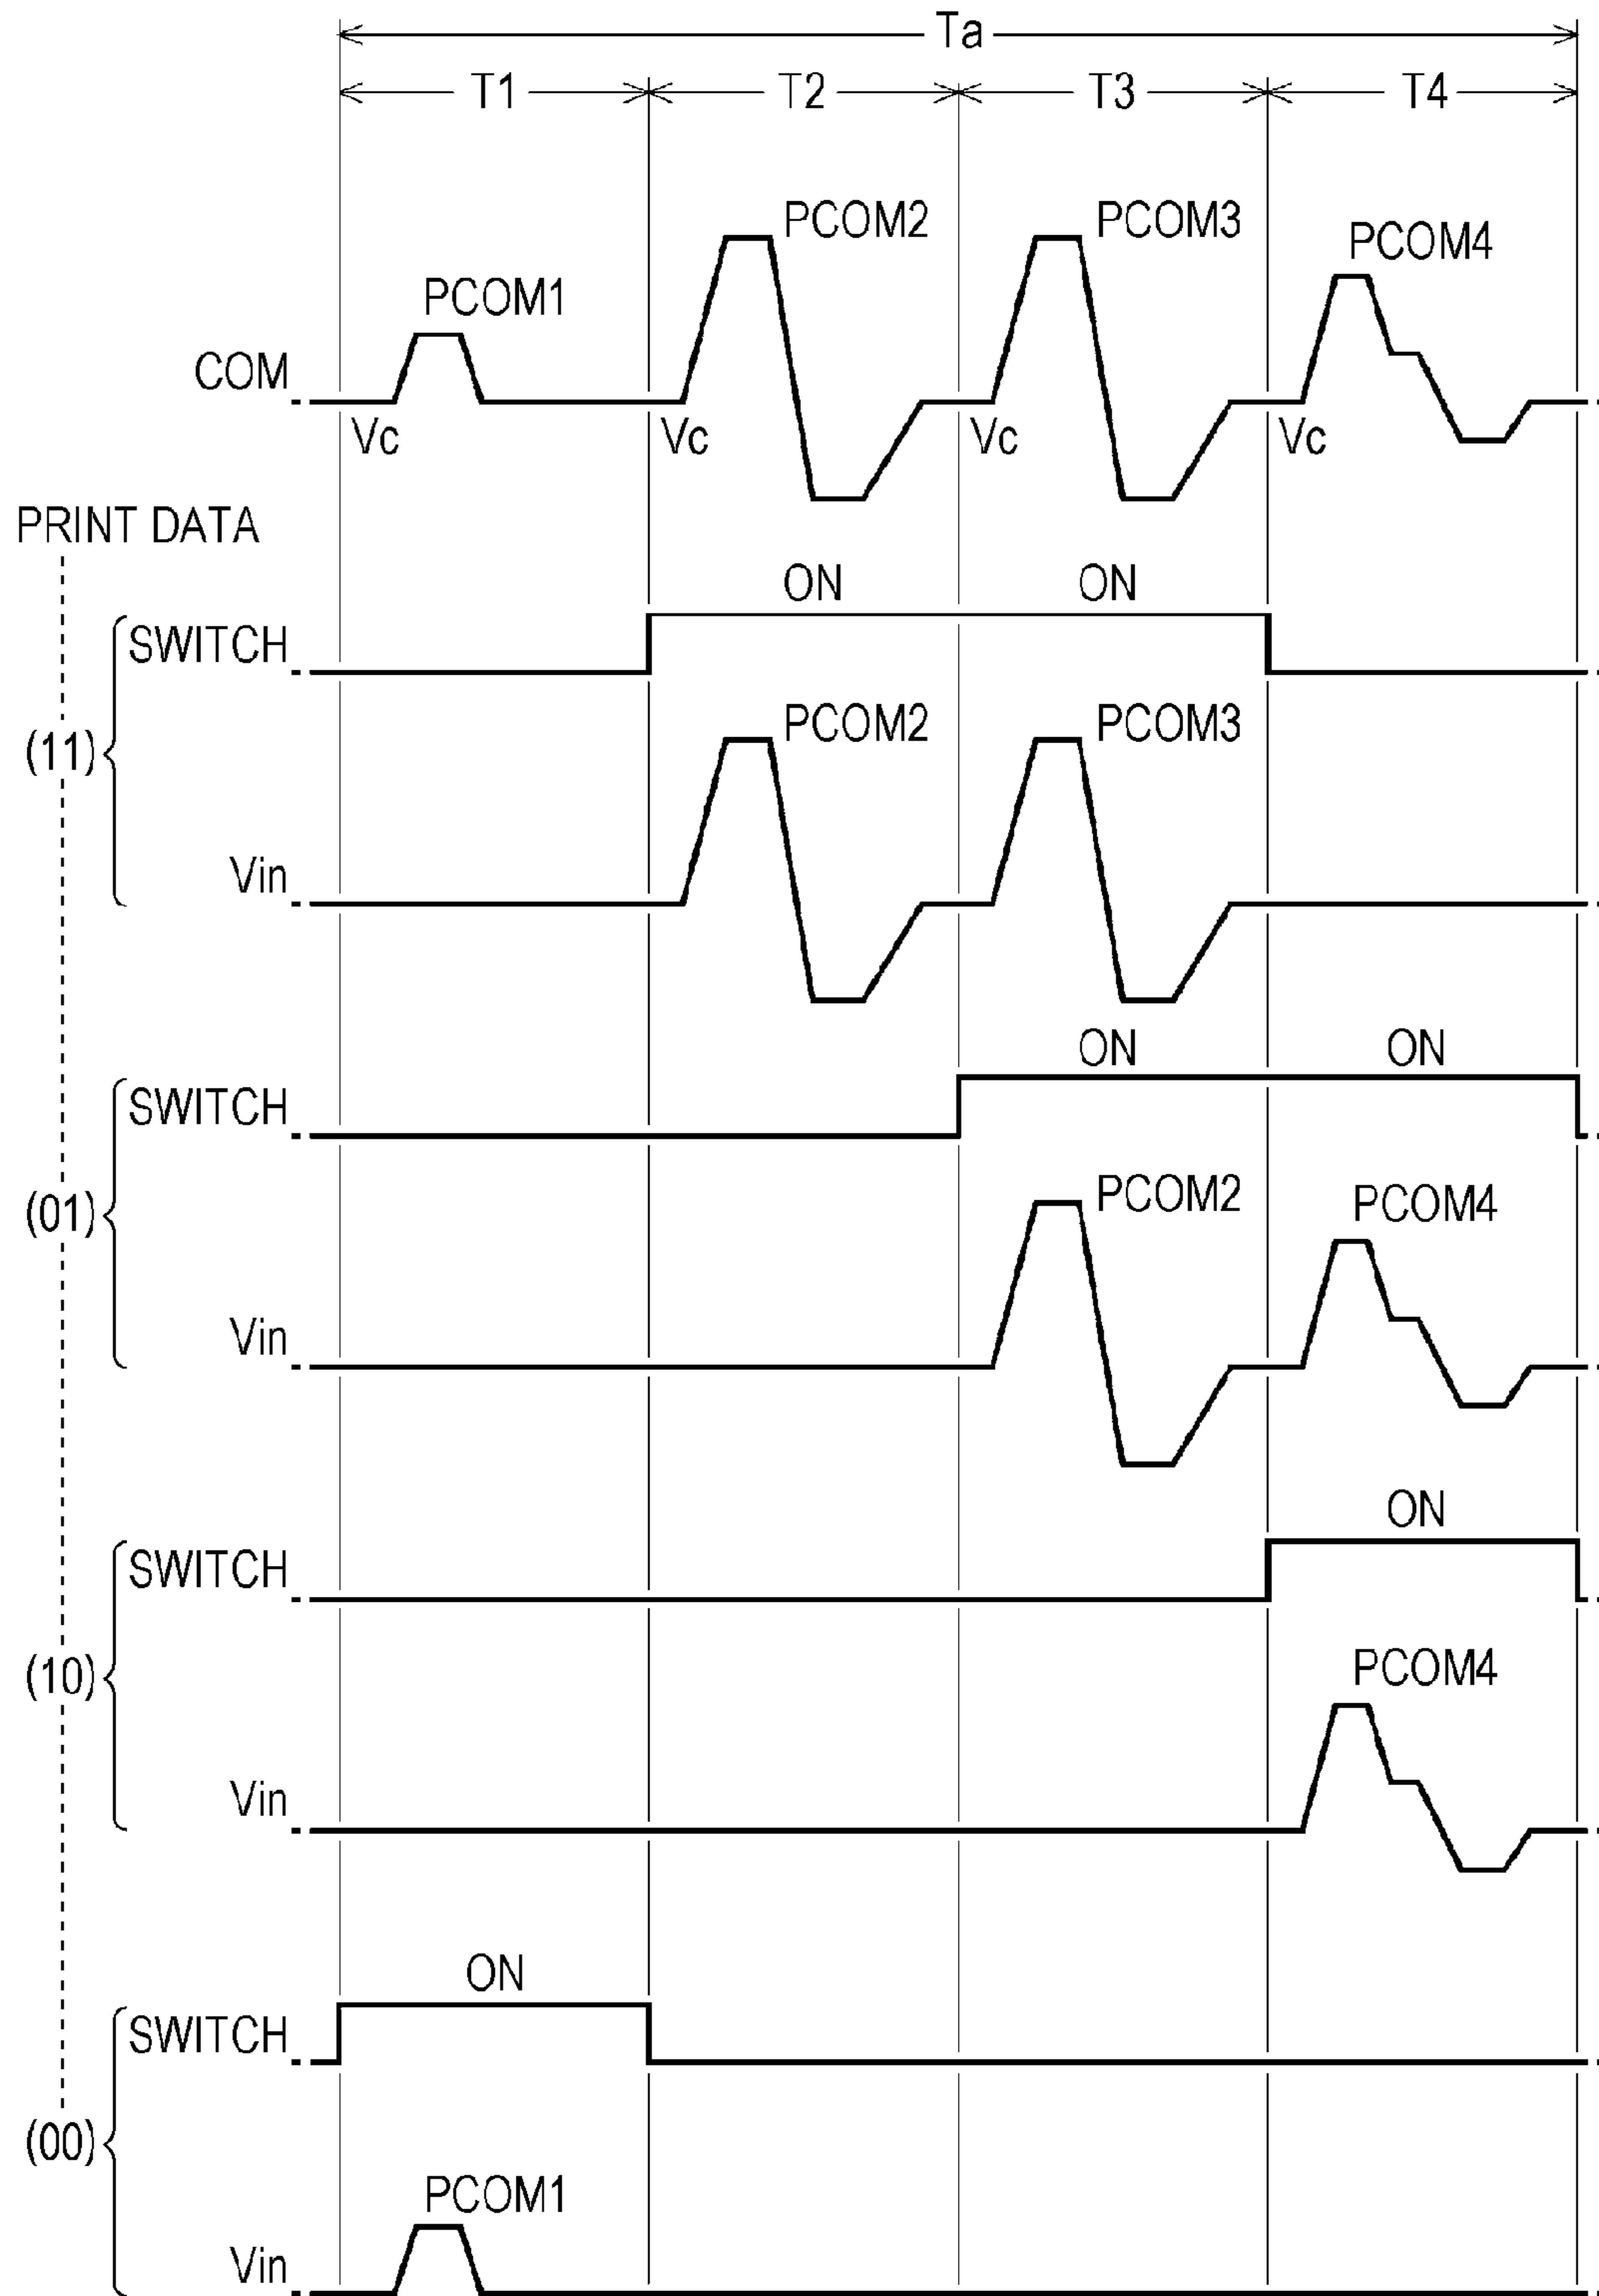 Ta
T1 T2 T3 T4
PCOM2 PCOM3
PCOM4
PCOM1
COM
Vc Vc Vc Vc
PRINT DATA
ON ON
SWITCH
PCOM2 PCOM3
(11)
Vin
ON ON
SWITCH
PCOM2 PCOM4
(01)
Vin
ON
SWITCH
PCOM4
(10)
Vin
ON
SWITCH
(00)
PCOM1
Vin